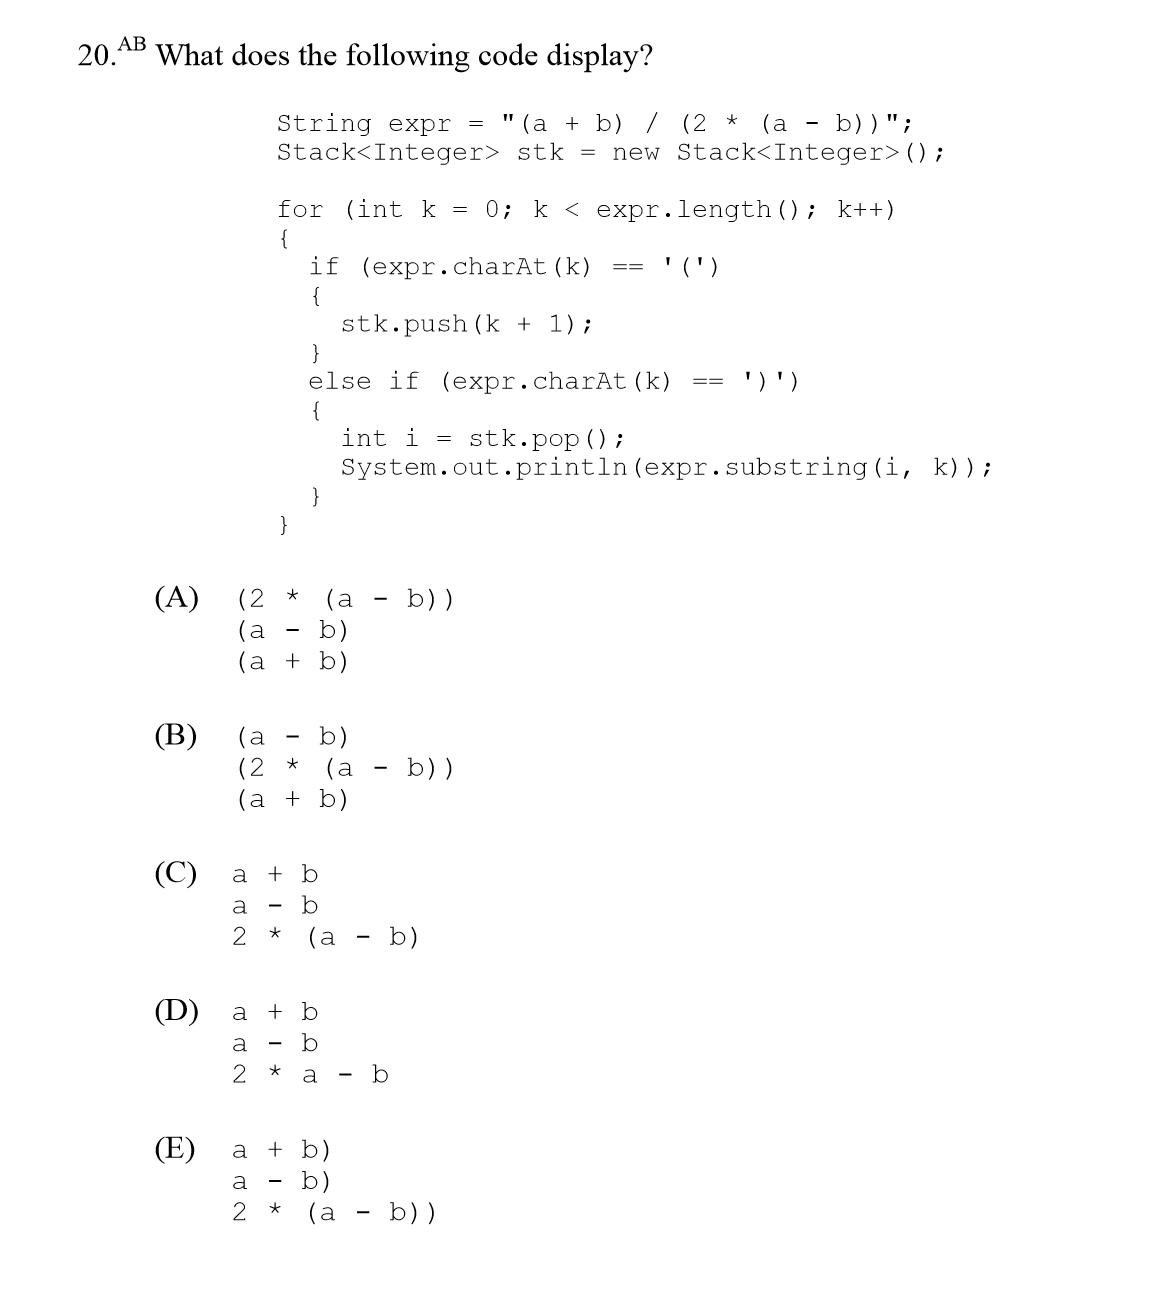 20.AB What does the following code display?
String expr = "(a + b) / (2 * (a - b))";
Stack<Integer> stk = new Stack<Integer>();
for (int k = 0; k < expr.length(); k++)
{
if (expr.charAt(k) == '(')
{
stk.push(k + 1);
}
else if (expr.charAt(k) == ')')
{
int i = stk.pop();
System.out.println(expr.substring(i, k));
}
}
(A) (2 * (a - b))
(a - b)
(a + b)
(B) (a - b)
(2 * (a - b))
(a + b)
(C) a + b
a - b
2 * (a - b)
(D) a + b
a - b
2 * a - b
(E) a + b)
a - b)
2 * (a - b))